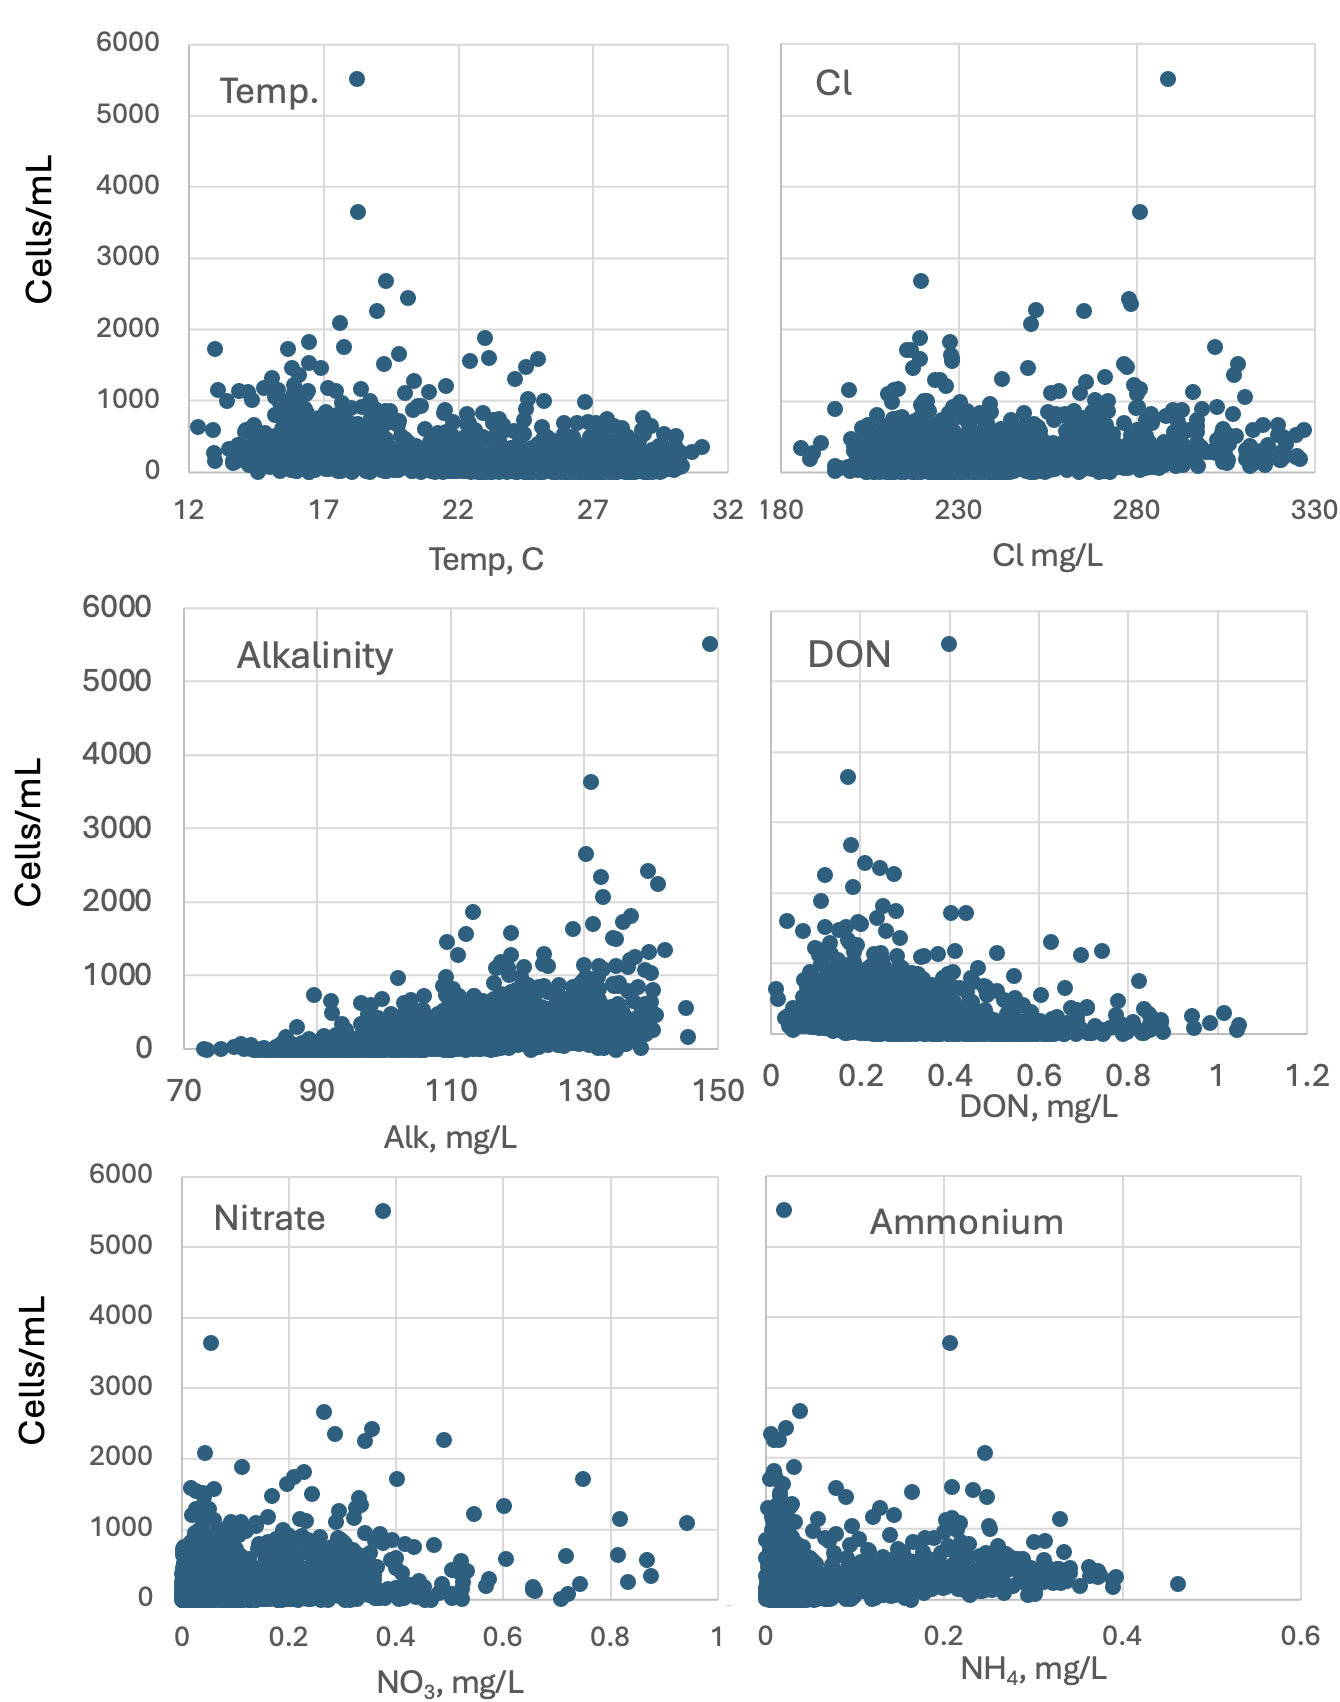 6000
5000
4000
3000
2000
1000
0
Cells/mL
Temp.
12 17 22 27 32
Temp, C
Cl
180 230 280 330
Cl mg/L
6000
5000
4000
3000
2000
1000
0
Cells/mL
Alkalinity
70 90 110 130 150
Alk, mg/L
DON
0 0.2 0.4 0.6 0.8 1 1.2
DON, mg/L
6000
5000
4000
3000
2000
1000
0
Cells/mL
Nitrate
0 0.2 0.4 0.6 0.8 1
NO₃, mg/L
Ammonium
0 0.2 0.4 0.6
NH₄, mg/L